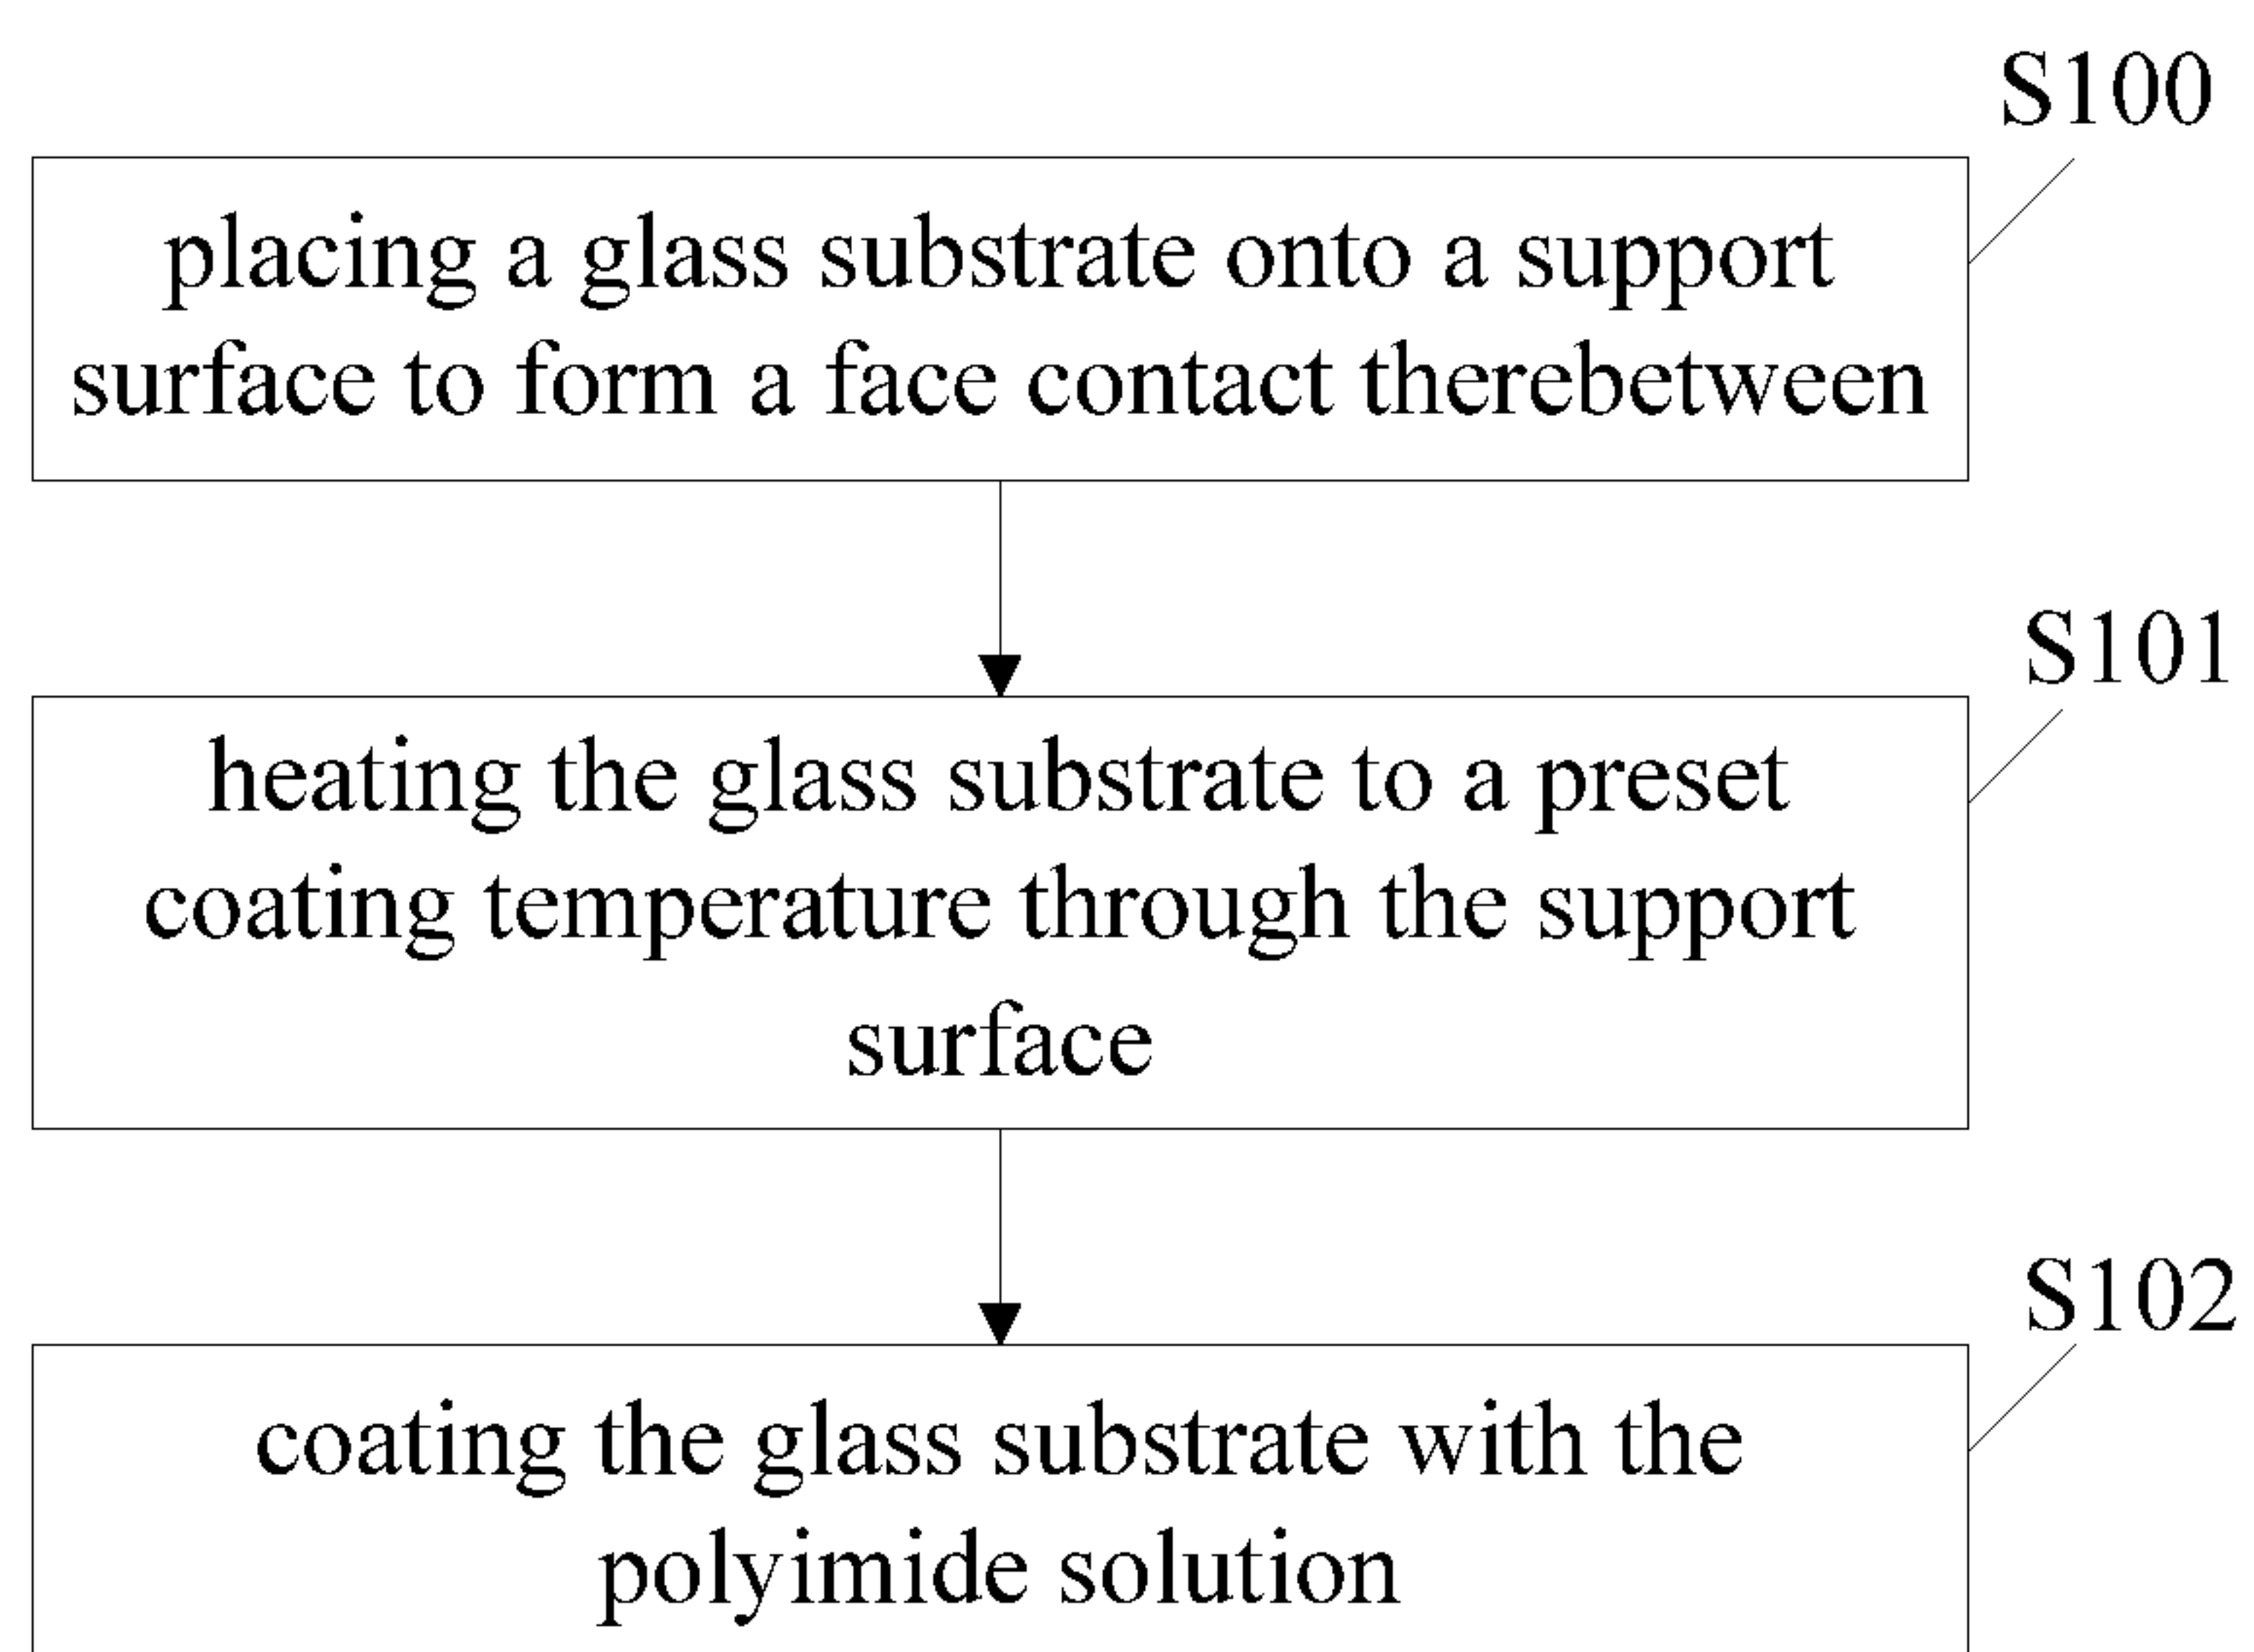 S100
placing a glass substrate onto a support
surface to form a face contact therebetween
S101
heating the glass substrate to a preset
coating temperature through the support
surface
S102
coating the glass substrate with the
polyimide solution